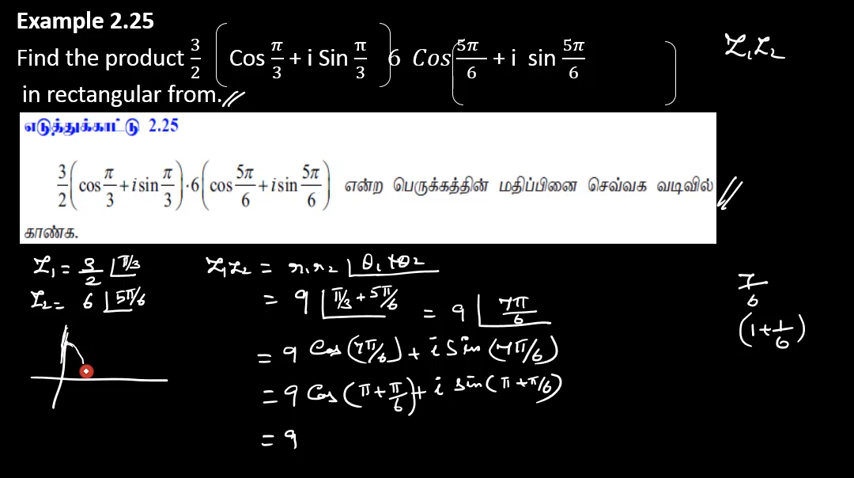 Example 2.25
Find the product 3/2 ( Cos π/3 + i Sin π/3 ) 6 Cos( 5π/6 + i sin 5π/6 )
in rectangular from.
Z₁Z₂
எடுத்துக்காட்டு 2.25
3/2 ( cos π/3 + i sin π/3 ) · 6 ( cos 5π/6 + i sin 5π/6 ) என்ற பெருக்கத்தின் மதிப்பினை செவ்வக வடிவில்
காண்க.
Z₁ = 3/2 ∟π/3
Z₂ = 6 ∟5π/6
Z₁Z₂ = r₁r₂ ∟θ₁+θ₂
= 9 ∟π/3 + 5π/6 = 9 ∟7π/6
= 9 Cos(7π/6) + i Sin(7π/6)
= 9 Cos(π + π/6) + i sin(π + π/6)
= 9
7/6
(1 + 1/6)